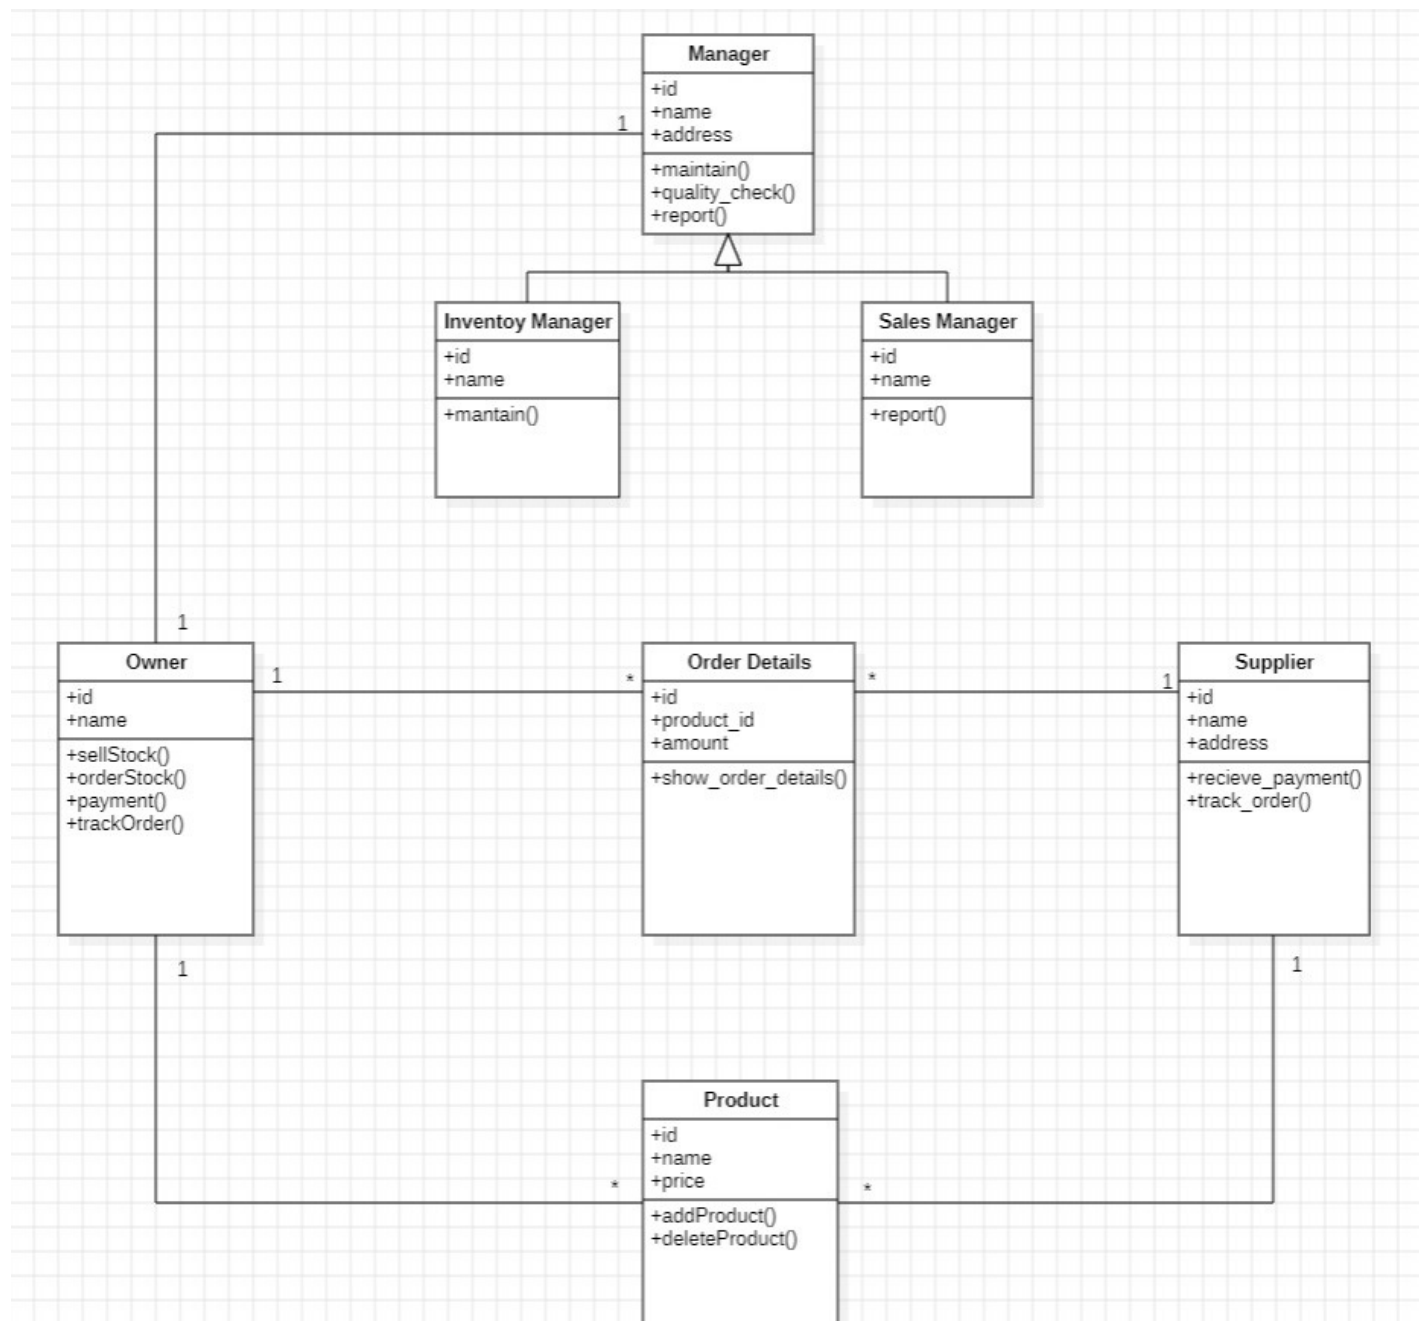 Manager
+id
+name
+address
+maintain()
+quality_check()
+report()
1
Inventoy Manager
+id
+name
+mantain()
Sales Manager
+id
+name
+report()
1
Owner
+id
+name
+sellStock()
+orderStock()
+payment()
+trackOrder()
1
*
Order Details
+id
+product_id
+amount
+show_order_details()
*
1
Supplier
+id
+name
+address
+recieve_payment()
+track_order()
1
1
Product
+id
+name
+price
+addProduct()
+deleteProduct()
*
*